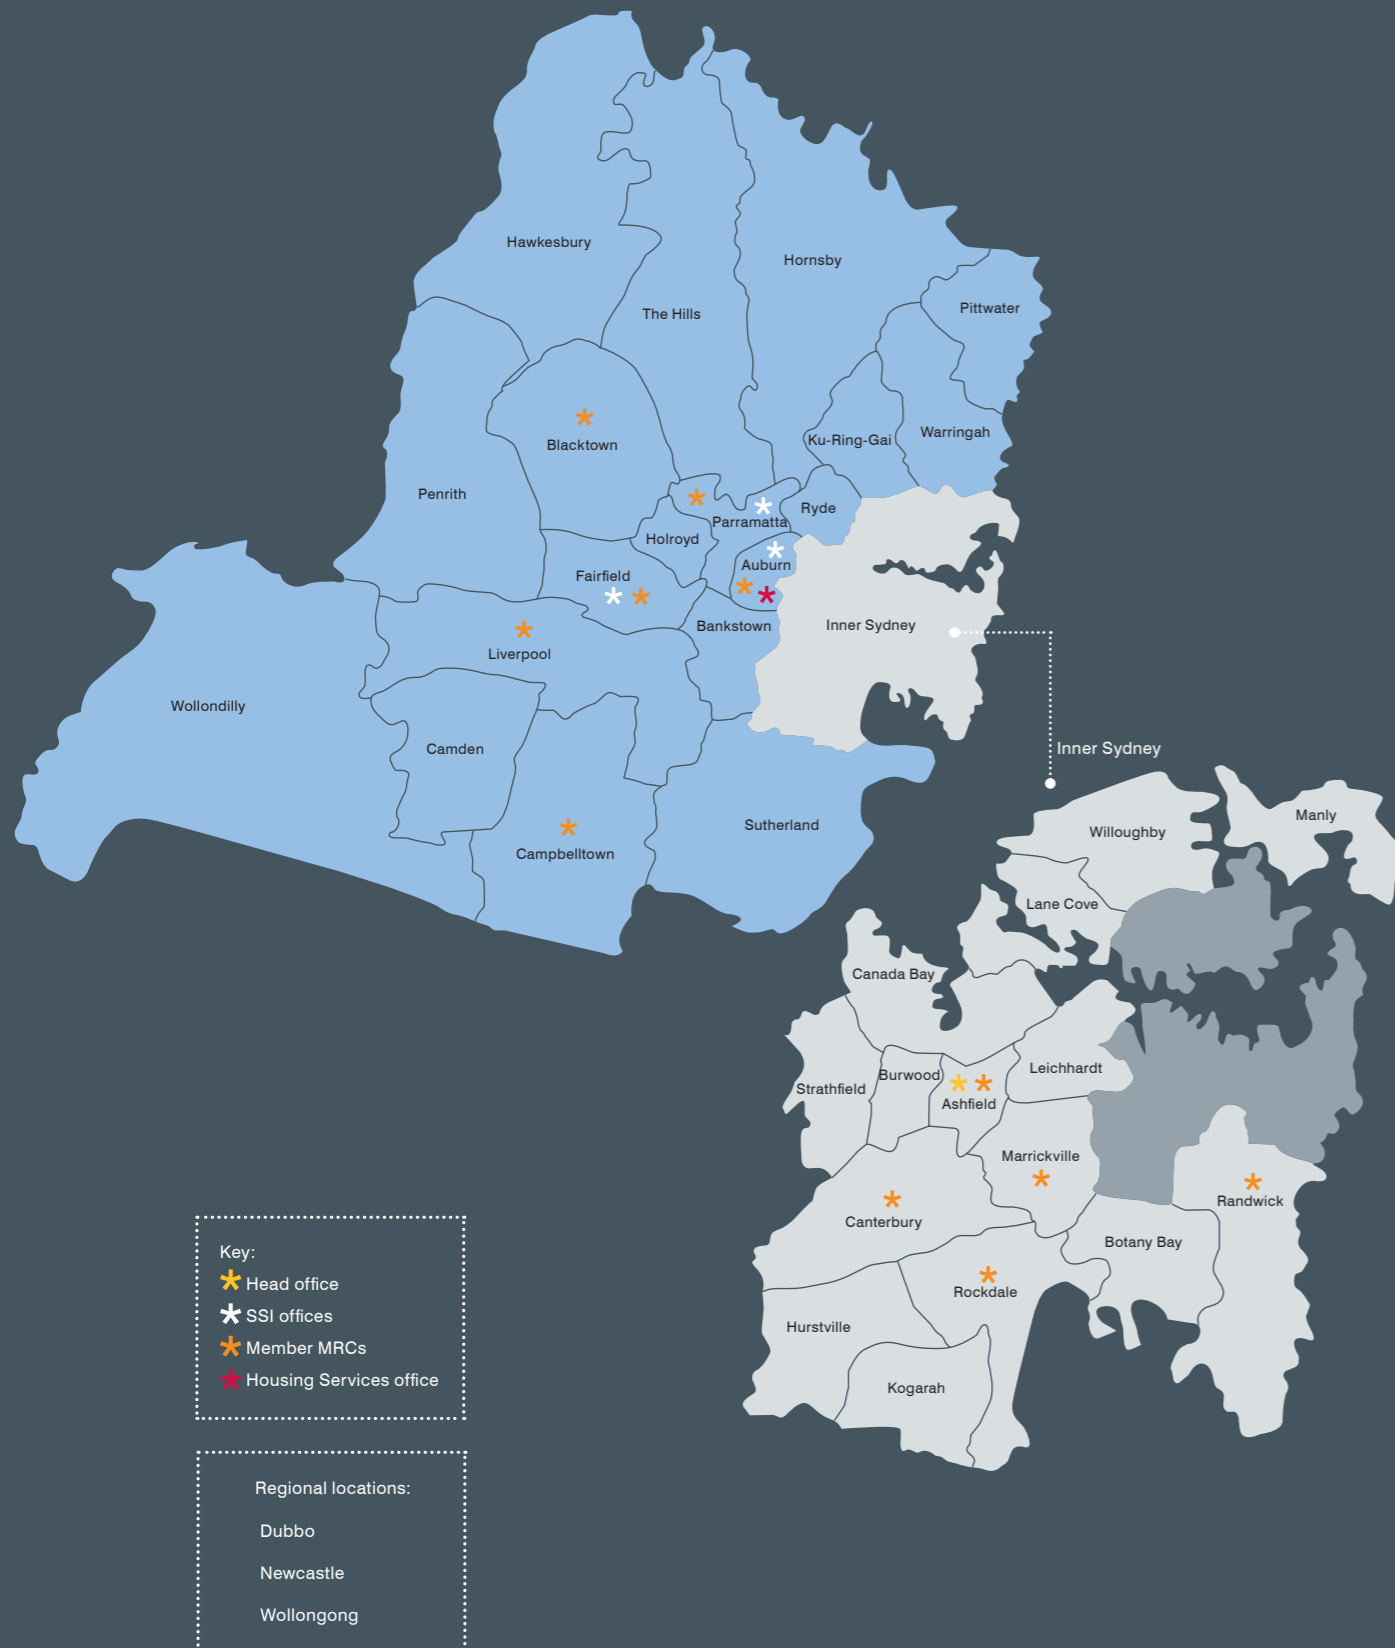 Hawkesbury
Hornsby
The Hills
Pittwater
Ku-Ring-Gai
Warringah
Blacktown
Penrith
Parramatta
Ryde
Holroyd
Auburn
Fairfield
Bankstown
Inner Sydney
Liverpool
Wollondilly
Camden
Inner Sydney
Sutherland
Campbelltown
Manly
Willoughby
Lane Cove
Canada Bay
Leichhardt
Burwood
Strathfield
Ashfield
Marrickville
Randwick
Canterbury
Botany Bay
Rockdale
Hurstville
Kogarah
Key:
Head office
SSI offices
Member MRCs
Housing Services office
Regional locations:
Dubbo
Newcastle
Wollongong